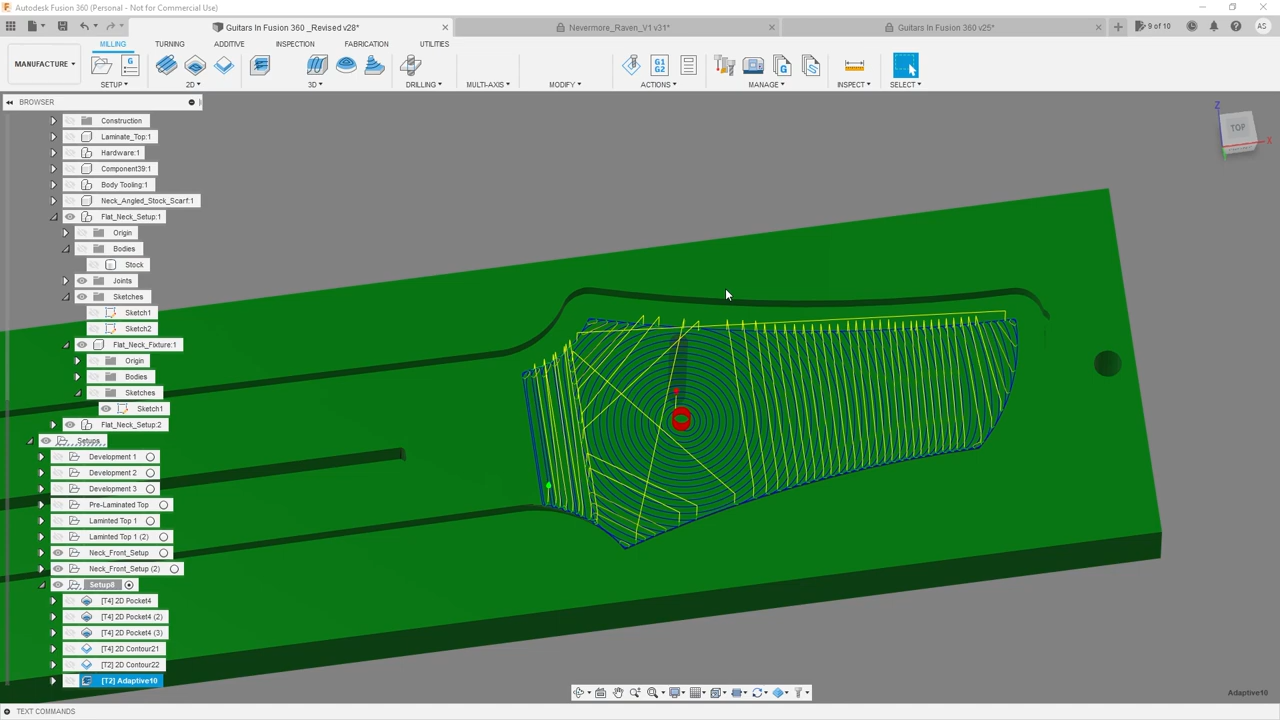 Autodesk Fusion 360 (Personal - Not for Commercial Use)
Guitars In Fusion 360 _Revised v28*
Nevermore_Raven_V1 v31*
Guitars In Fusion 360 v25*
9 of 10
AS
MILLING
TURNING
ADDITIVE
INSPECTION
FABRICATION
UTILITIES
MANUFACTURE
G
G1
G2
G
SETUP
2D
3D
DRILLING
MULTI-AXIS
MODIFY
ACTIONS
MANAGE
INSPECT
SELECT
BROWSER
Construction
Laminate_Top:1
Hardware:1
Component39:1
Body Tooling:1
Neck_Angled_Stock_Scarf:1
Flat_Neck_Setup:1
Origin
Bodies
Stock
Joints
Sketches
Sketch1
Sketch2
Flat_Neck_Fixture:1
Origin
Bodies
Sketches
Sketch1
Flat_Neck_Setup:2
Setups
Development 1
Development 2
Development 3
Pre-Laminated Top
Laminted Top 1
Laminted Top 1 (2)
Neck_Front_Setup
Neck_Front_Setup (2)
Setup8
[T4] 2D Pocket4
[T4] 2D Pocket4 (2)
[T4] 2D Pocket4 (3)
[T4] 2D Contour21
[T2] 2D Contour22
[T2] Adaptive10
Z
TOP
X
Adaptive10
TEXT COMMANDS